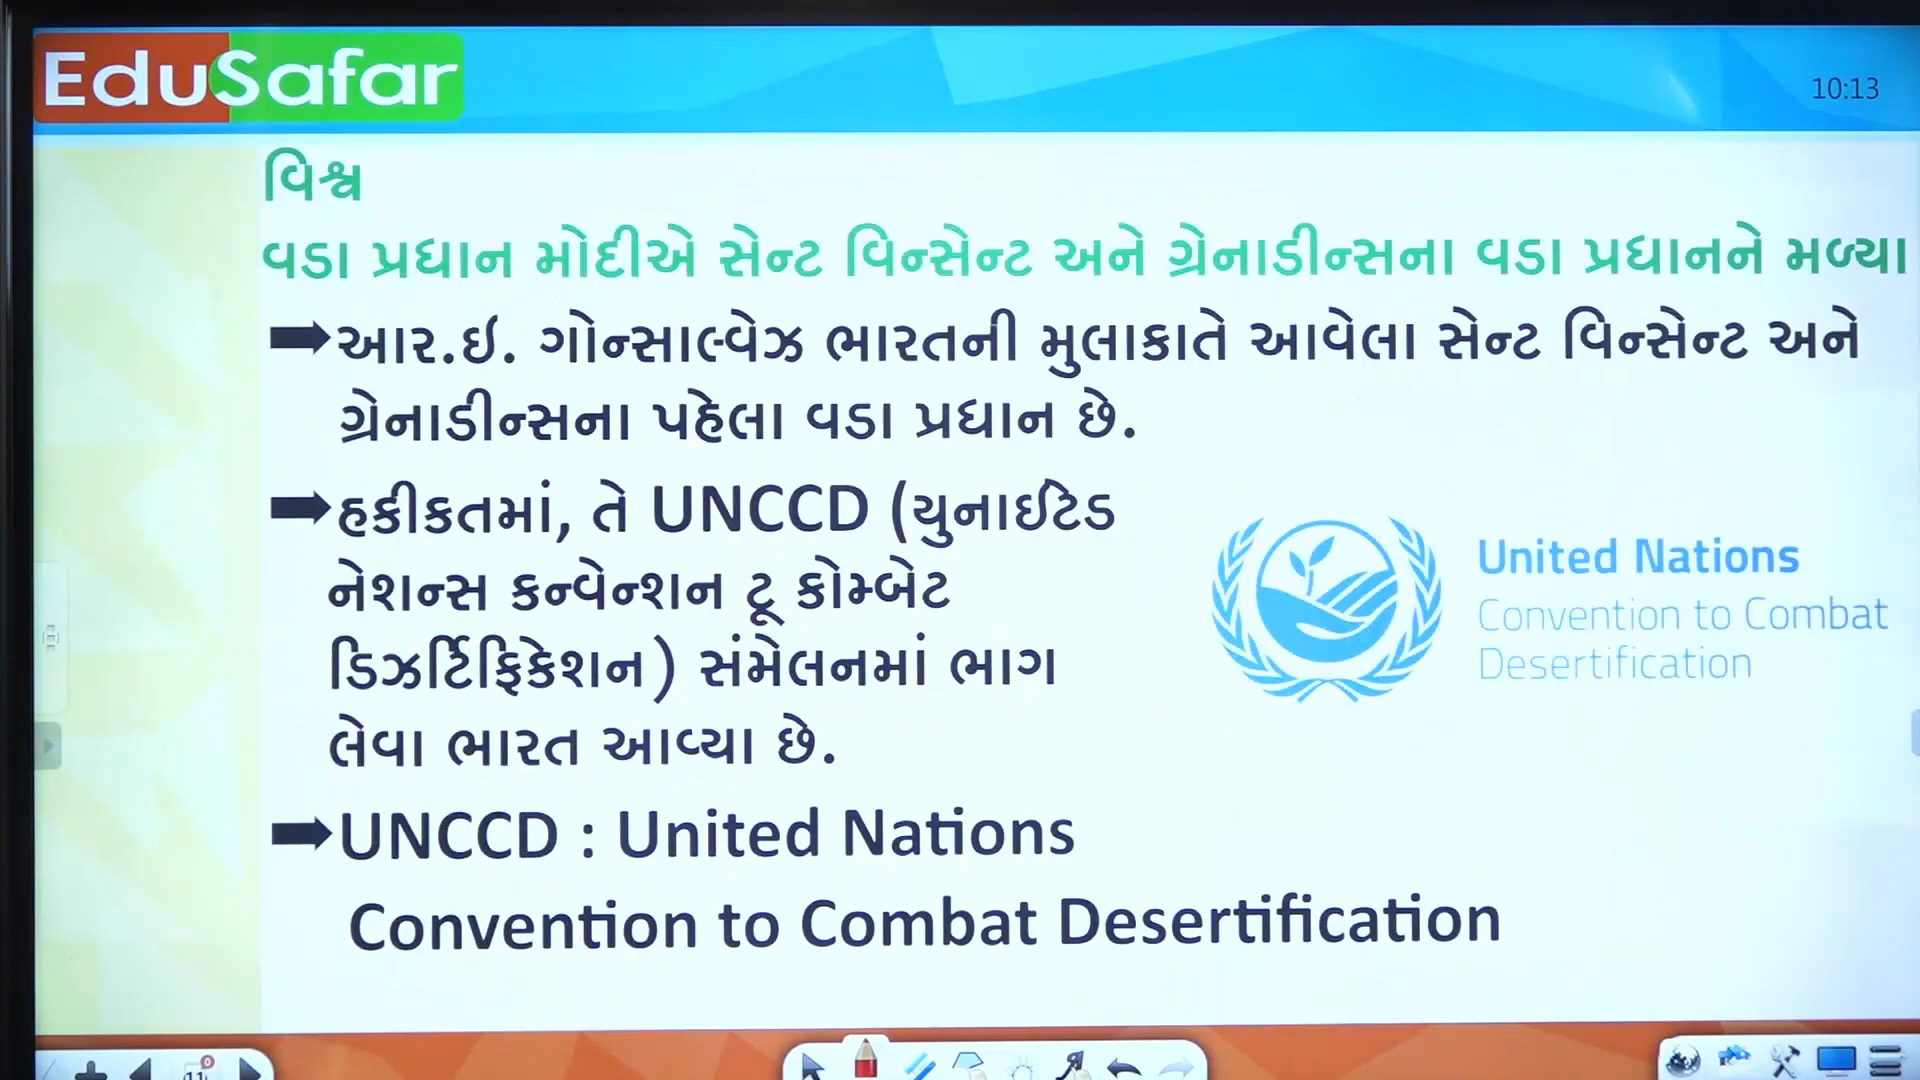 EduSafar
10:13
વિશ્વ
વડા પ્રધાન મોદીએ સેન્ટ વિન્સેન્ટ અને ગ્રેનાડીન્સના વડા પ્રધાનને મળ્યા
➡આર.ઇ. ગોન્સાલ્વેઝ ભારતની મુલાકાતે આવેલા સેન્ટ વિન્સેન્ટ અને
ગ્રેનાડીન્સના પહેલા વડા પ્રધાન છે.
➡હકીકતમાં, તે UNCCD (યુનાઈટેડ
નેશન્સ કન્વેન્શન ટૂ કોમ્બેટ
ડિઝર્ટિફિકેશન) સંમેલનમાં ભાગ
લેવા ભારત આવ્યા છે.
United Nations
Convention to Combat
Desertification
➡UNCCD : United Nations
Convention to Combat Desertification
11
0